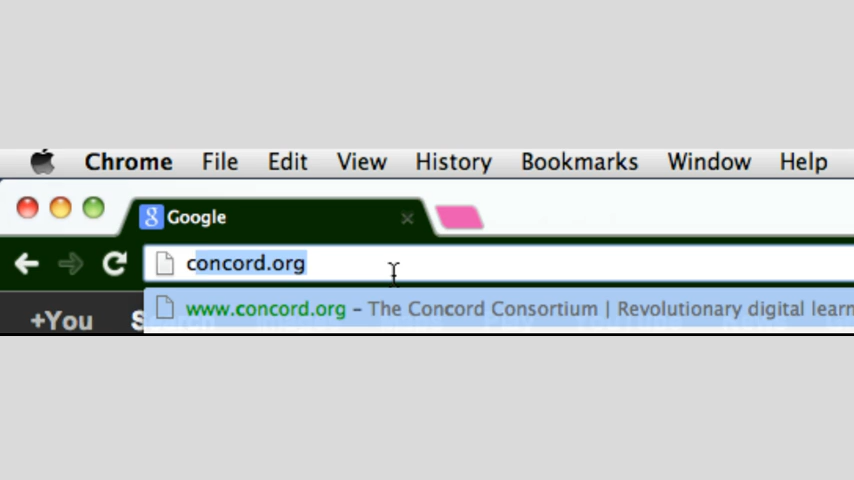 Chrome File Edit View History Bookmarks Window Help
Google
concord.org
www.concord.org – The Concord Consortium | Revolutionary digital learn
+You